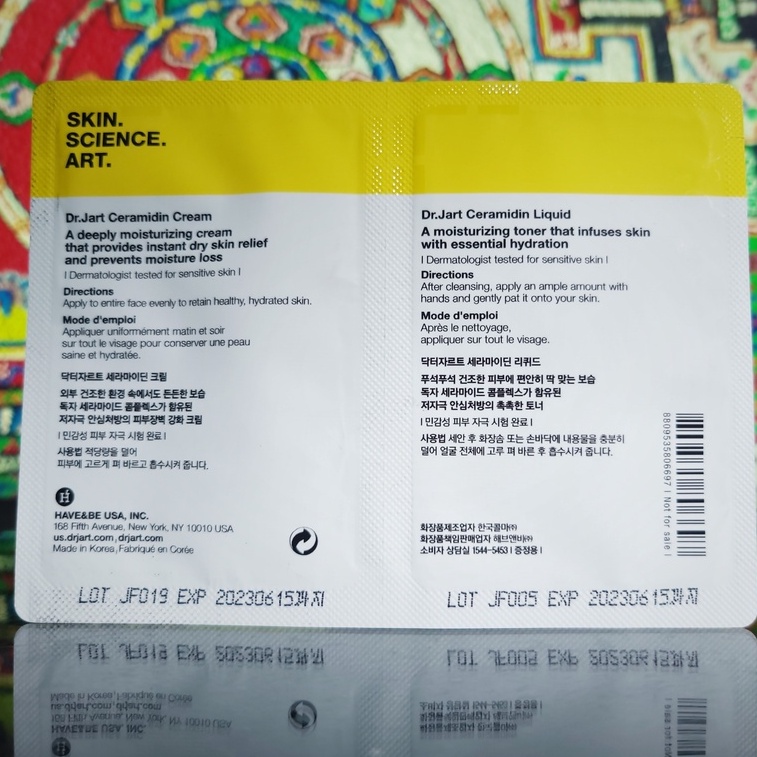 SKIN.
SCIENCE.
ART.
Dr.Jart Ceramidin Cream
A deeply moisturizing cream
that provides instant dry skin relief
and prevents moisture loss
I Dermatologist tested for sensitive skin I
Directions
Apply to entire face evenly to retain healthy, hydrated skin.
Mode d'emploi
Appliquer uniformément matin et soir
sur tout le visage pour conserver une peau
saine et hydratée.
닥터자르트 세라마이딘 크림
외부 건조한 환경 속에서도 든든한 보습
독자 세라마이드 콤플렉스가 함유된
저자극 안심처방의 피부장벽 강화 크림
I 민감성 피부 자극 시험 완료 I
사용법 적당량을 덜어
피부에 고르게 펴 바르고 흡수시켜 줍니다.
H
HAVE&BE USA, INC.
168 Fifth Avenue, New York, NY 10010 USA
us.drjart.com, drjart.com
Made in Korea, Fabriqué en Corée
LOT JF019 EXP 20230615까지
Dr.Jart Ceramidin Liquid
A moisturizing toner that infuses skin
with essential hydration
I Dermatologist tested for sensitive skin I
Directions
After cleansing, apply an ample amount with
hands and gently pat it onto your skin.
Mode d'emploi
Après le nettoyage,
appliquer sur tout le visage.
닥터자르트 세라마이딘 리퀴드
푸석푸석 건조한 피부에 편안히 딱 맞는 보습
독자 세라마이드 콤플렉스가 함유된
저자극 안심처방의 촉촉한 토너
I 민감성 피부 자극 시험 완료 I
사용법 세안 후 화장솜 또는 손바닥에 내용물을 충분히
덜어 얼굴 전체에 고루 펴 바른 후 흡수시켜 줍니다.
화장품제조업자 한국콜마㈜
화장품책임판매업자 해브앤비㈜
소비자 상담실 1544-5453 I 증정용 I
8809535806697 I Not for sale I
LOT JF005 EXP 20230615까지